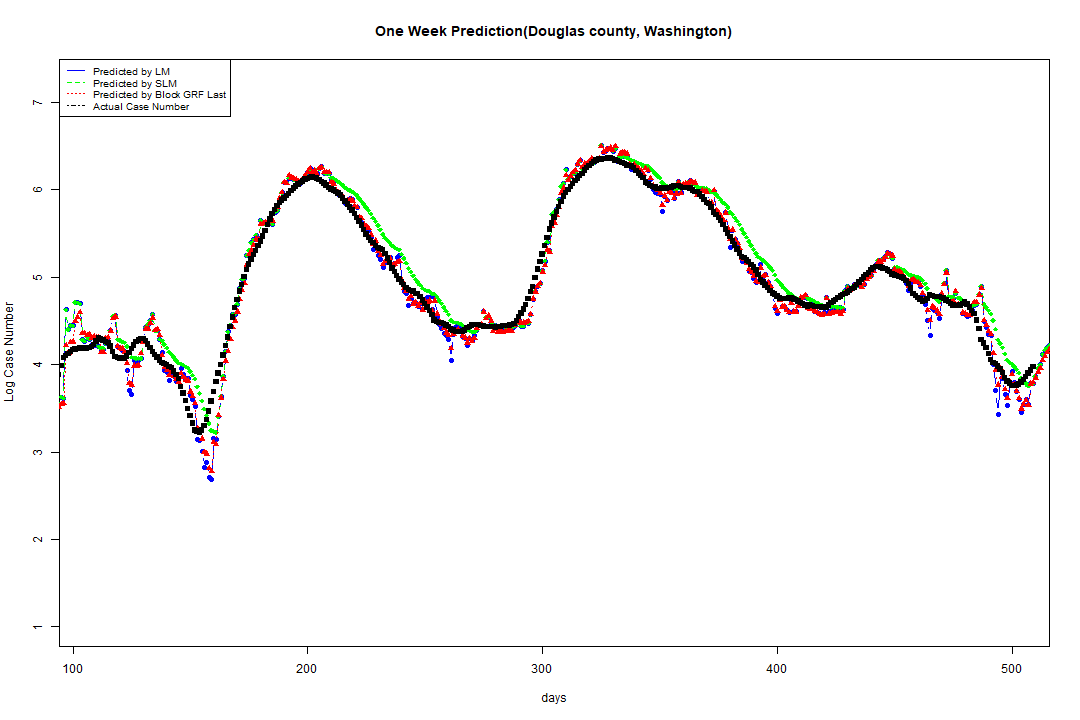 One Week Prediction(Douglas county, Washington)
Predicted by LM
Predicted by SLM
Predicted by Block GRF Last
Actual Case Number
7
6
5
4
3
2
1
Log Case Number
100 200 300 400 500
days